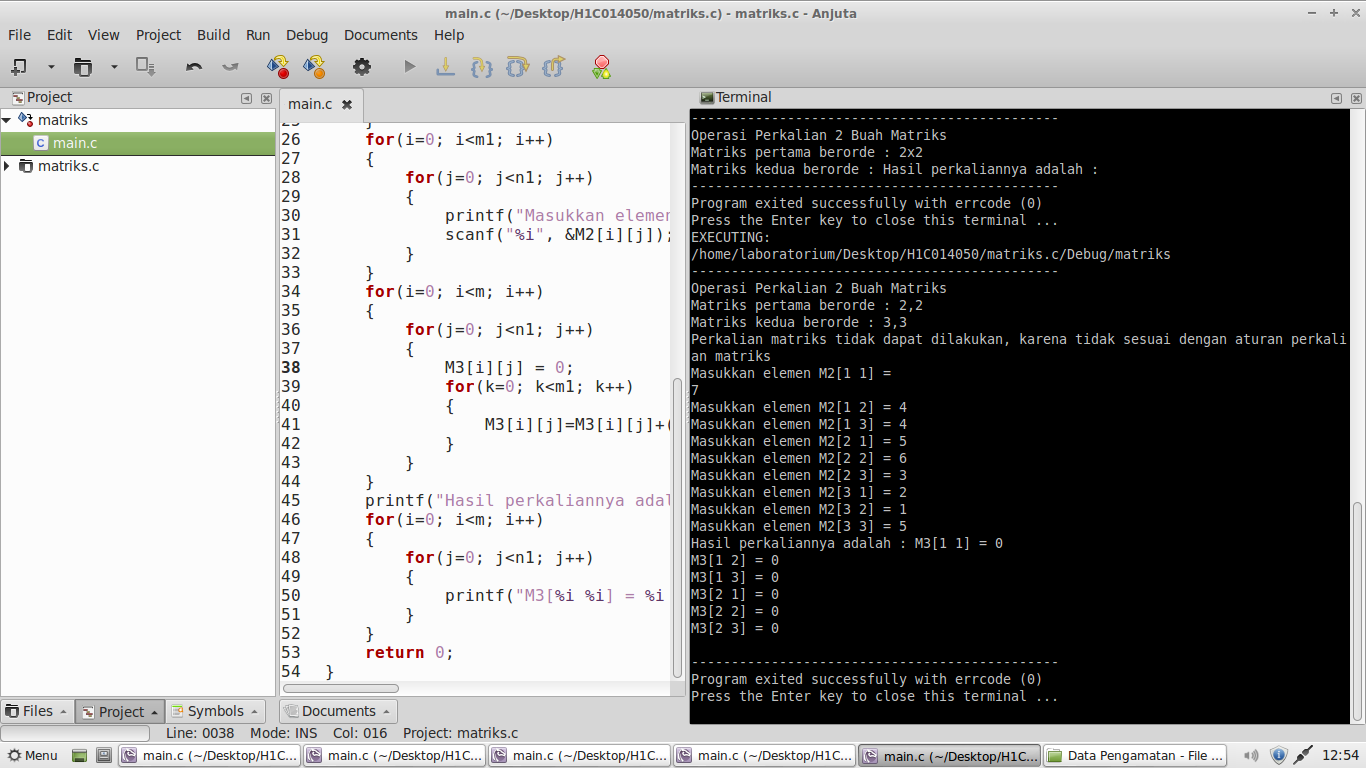 main.c (~/Desktop/H1C014050/matriks.c) - matriks.c - Anjuta
File Edit View Project Build Run Debug Documents Help
Project
matriks
main.c
matriks.c
main.c
26 for(i=0; i<m1; i++)
27 {
28 for(j=0; j<n1; j++)
29 {
30 printf("Masukkan elemen
31 scanf("%i", &M2[i][j]);
32 }
33 }
34 for(i=0; i<m; i++)
35 {
36 for(j=0; j<n1; j++)
37 {
38 M3[i][j] = 0;
39 for(k=0; k<m1; k++)
40 {
41 M3[i][j]=M3[i][j]+(
42 }
43 }
44 }
45 printf("Hasil perkaliannya adal
46 for(i=0; i<m; i++)
47 {
48 for(j=0; j<n1; j++)
49 {
50 printf("M3[%i %i] = %i
51 }
52 }
53 return 0;
54 }
Terminal
----------------------------------------------
Operasi Perkalian 2 Buah Matriks
Matriks pertama berorde : 2x2
Matriks kedua berorde : Hasil perkaliannya adalah :
----------------------------------------------
Program exited successfully with errcode (0)
Press the Enter key to close this terminal ...
EXECUTING:
/home/laboratorium/Desktop/H1C014050/matriks.c/Debug/matriks
----------------------------------------------
Operasi Perkalian 2 Buah Matriks
Matriks pertama berorde : 2,2
Matriks kedua berorde : 3,3
Perkalian matriks tidak dapat dilakukan, karena tidak sesuai dengan aturan perkali
an matriks
Masukkan elemen M2[1 1] =
7
Masukkan elemen M2[1 2] = 4
Masukkan elemen M2[1 3] = 4
Masukkan elemen M2[2 1] = 5
Masukkan elemen M2[2 2] = 6
Masukkan elemen M2[2 3] = 3
Masukkan elemen M2[3 1] = 2
Masukkan elemen M2[3 2] = 1
Masukkan elemen M2[3 3] = 5
Hasil perkaliannya adalah : M3[1 1] = 0
M3[1 2] = 0
M3[1 3] = 0
M3[2 1] = 0
M3[2 2] = 0
M3[2 3] = 0
----------------------------------------------
Program exited successfully with errcode (0)
Press the Enter key to close this terminal ...
Files Project Symbols Documents
Line: 0038 Mode: INS Col: 016 Project: matriks.c
Menu main.c (~/Desktop/H1C... main.c (~/Desktop/H1C... main.c (~/Desktop/H1C... main.c (~/Desktop/H1C... main.c (~/Desktop/H1C... Data Pengamatan - File ... 12:54